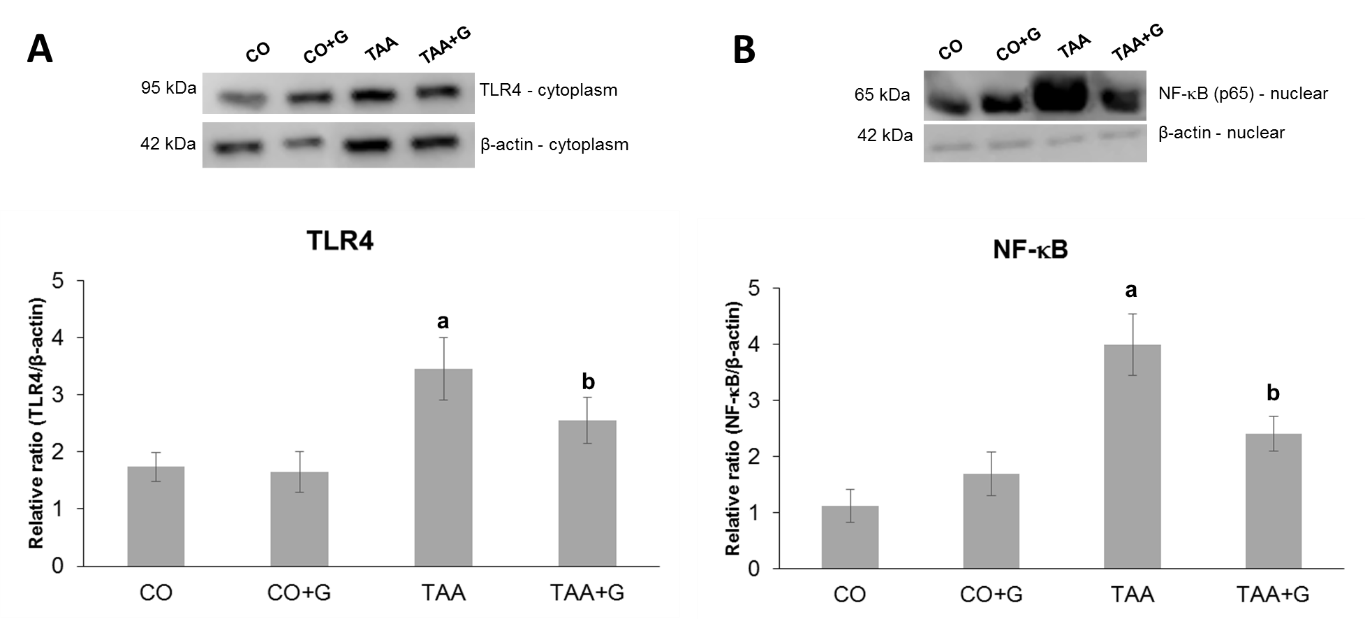 A
CO CO+G TAA TAA+G
95 kDa TLR4 - cytoplasm
42 kDa β-actin - cytoplasm
TLR4
Relative ratio (TLR4/β-actin)
5
4
3
2
1
0
a
b
CO CO+G TAA TAA+G
B
CO CO+G TAA TAA+G
65 kDa NF-κB (p65) - nuclear
42 kDa β-actin - nuclear
NF-κB
Relative ratio (NF-κB/β-actin)
5
4
3
2
1
0
a
b
CO CO+G TAA TAA+G